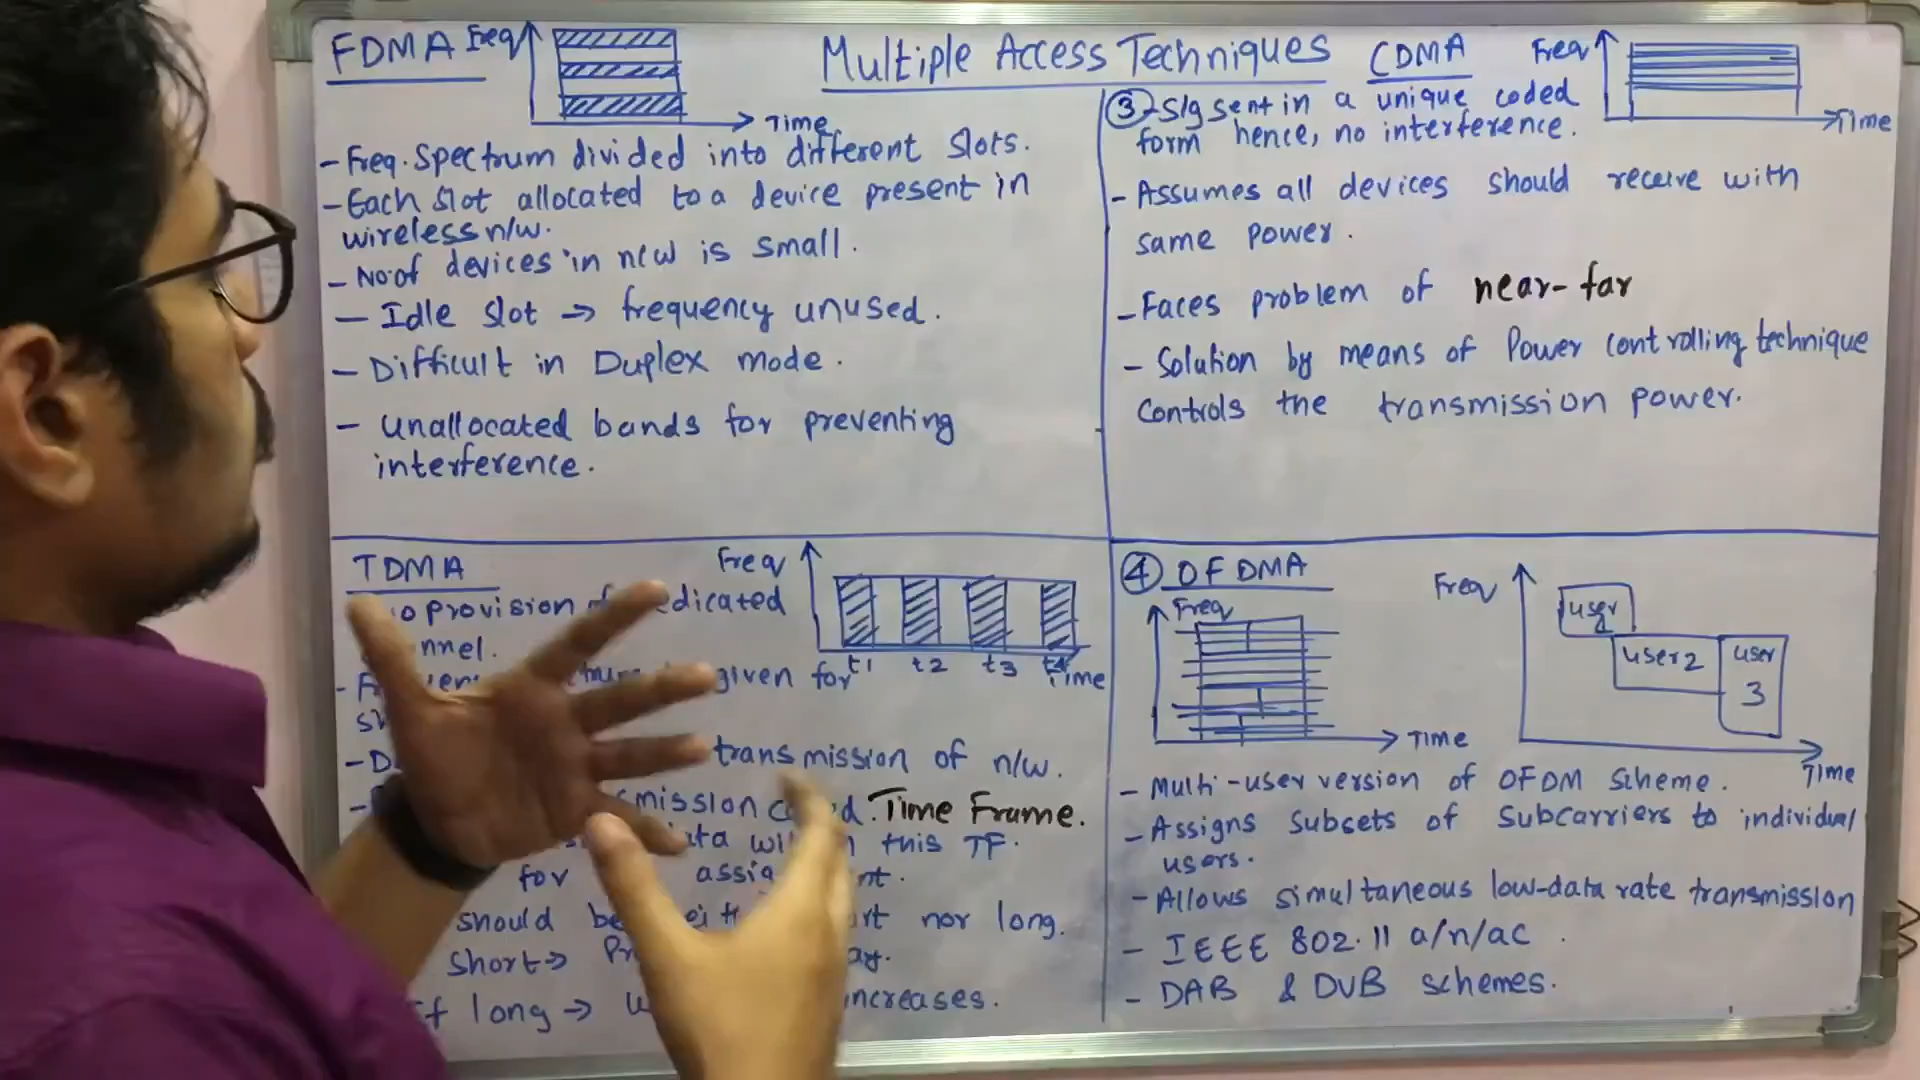 Multiple Access Techniques
FDMA
Freq
Time
- Freq. Spectrum divided into different slots.
- Each slot allocated to a device present in
wireless n/w.
- No. of devices in n/w is small.
- Idle slot → frequency unused.
- Difficult in Duplex mode.
- Unallocated bands for preventing
interference.
CDMA
Freq
Time
③ - Sig sent in a unique coded
form hence, no interference.
- Assumes all devices should receive with
same power.
- Faces problem of near-far
- Solution by means of Power controlling technique
Controls the transmission power.
TDMA
Freq
t1 t2 t3 t4
Time
provision
given for
transmission of n/w.
Time Frame.
this TF.
for
should nor long.
Short →
If long → increases.
④ OFDMA
Freq
Time
Freq
user
user2
user
3
Time
- Multi-user version of OFDM scheme.
- Assigns subsets of subcarriers to individual
users.
- Allows simultaneous low-data rate transmission
- IEEE 802.11 a/n/ac.
- DAB & DVB schemes.